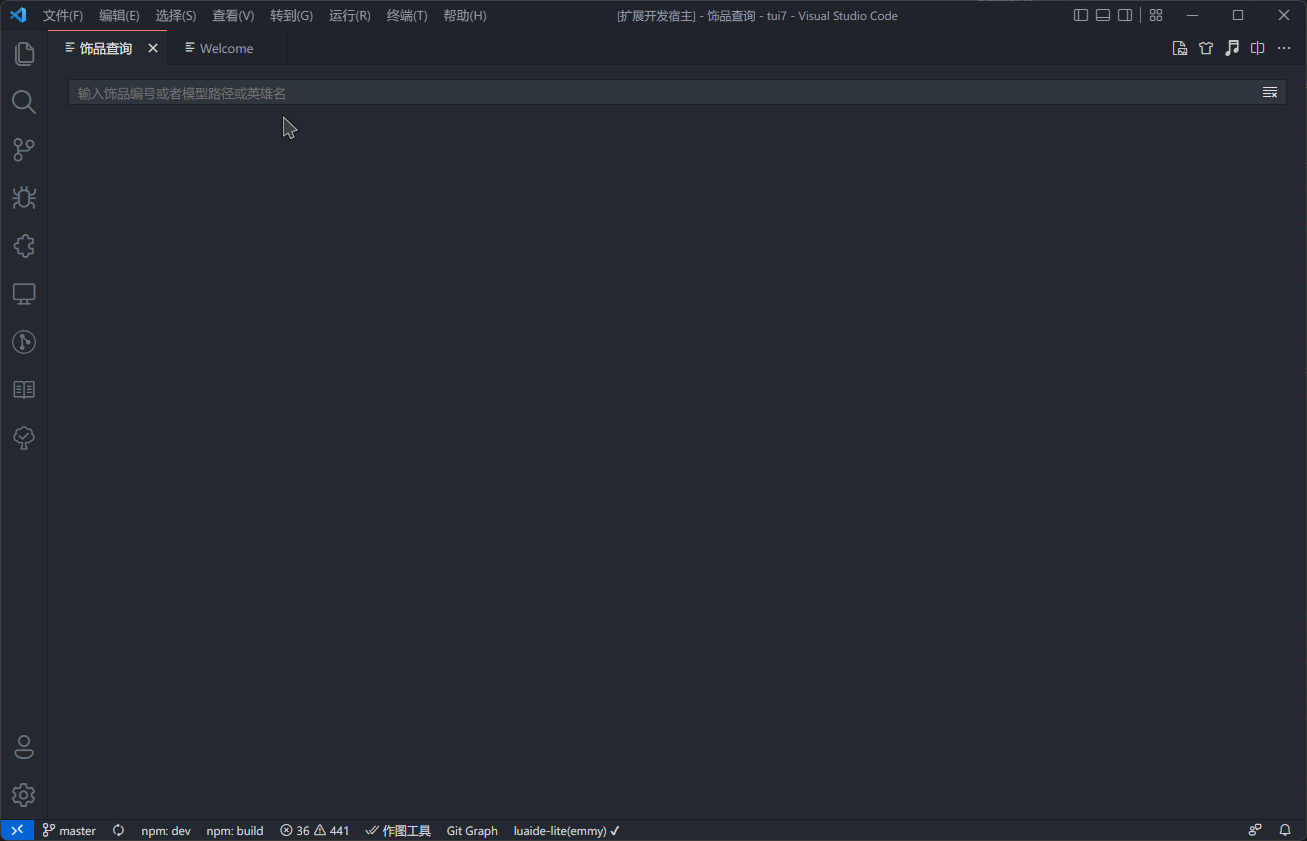 文件(F) 编辑(E) 选择(S) 查看(V) 转到(G) 运行(R) 终端(T) 帮助(H) [扩展开发宿主] - 饰品查询 - tui7 - Visual Studio Code
饰品查询 Welcome
输入饰品编号或者模型路径或英雄名
master npm: dev npm: build 36 441 作图工具 Git Graph luaide-lite(emmy)